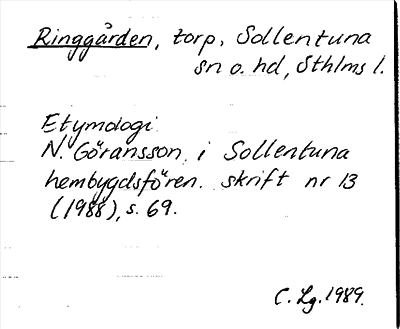 Ringgården, torp, Sollentuna
sn o. hd, Sthlms l.
Etymologi
N. Göransson i Sollentuna
hembygdsfören. skrift nr 13
(1988), s. 69.
C. Lg. 1989.